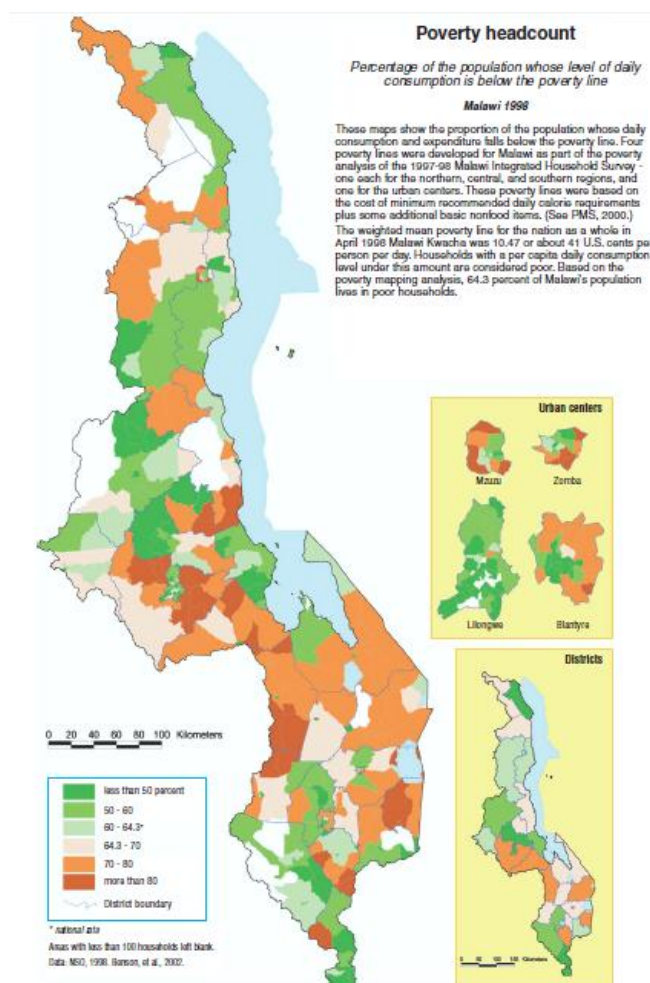 Poverty headcount
Percentage of the population whose level of daily
consumption is below the poverty line
Malawi 1998
These maps show the proportion of the population whose daily
consumption and expenditure falls below the poverty line. Four
poverty lines were developed for Malawi as part of the poverty
analysis of the 1997-98 Malawi Integrated Household Survey -
one each for the northern, central, and southern regions, and
one for the urban centers. These poverty lines were based on
the cost of minimum recommended daily calorie requirements
plus some additional basic nonfood items. (See PMS, 2000.)
The weighted mean poverty line for the nation as a whole in
April 1998 Malawi Kwacha was 10.47 or about 41 U.S. cents per
person per day. Households with a per capita daily consumption
level under this amount are considered poor. Based on the
poverty mapping analysis, 64.3 percent of Malawi's population
lives in poor households.
Urban centers
Mzuzu
Zomba
Lilongwe
Blantyre
Districts
0 20 40 60 80 100 Kilometers
less than 50 percent
50 - 60
60 - 64.3*
64.3 - 70
70 - 80
more than 80
District boundary
* national rate
Areas with less than 100 households left blank.
Data: NSO, 1998. Benson, et al., 2002.
0 50 100 150 Kilometers